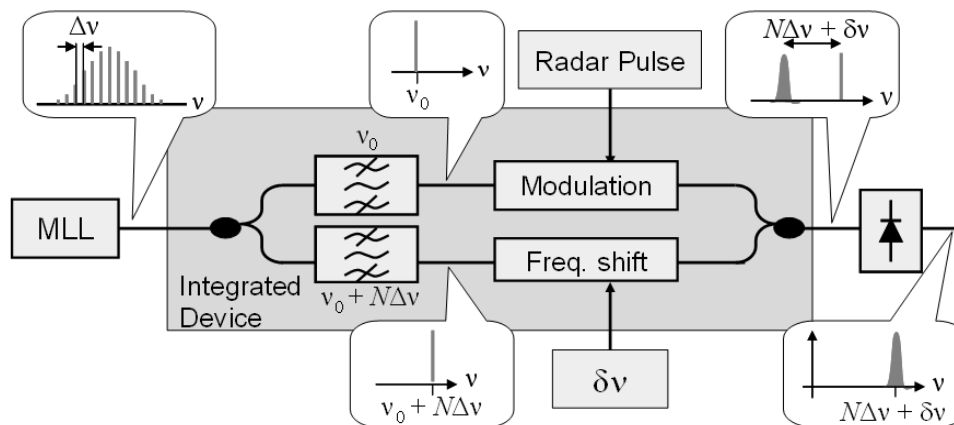 Δν
ν
ν
ν₀
NΔν + δν
ν
Radar Pulse
ν₀
Modulation
MLL
Freq. shift
ν₀ + NΔν
Integrated
Device
ν
ν₀ + NΔν
δν
ν
NΔν + δν